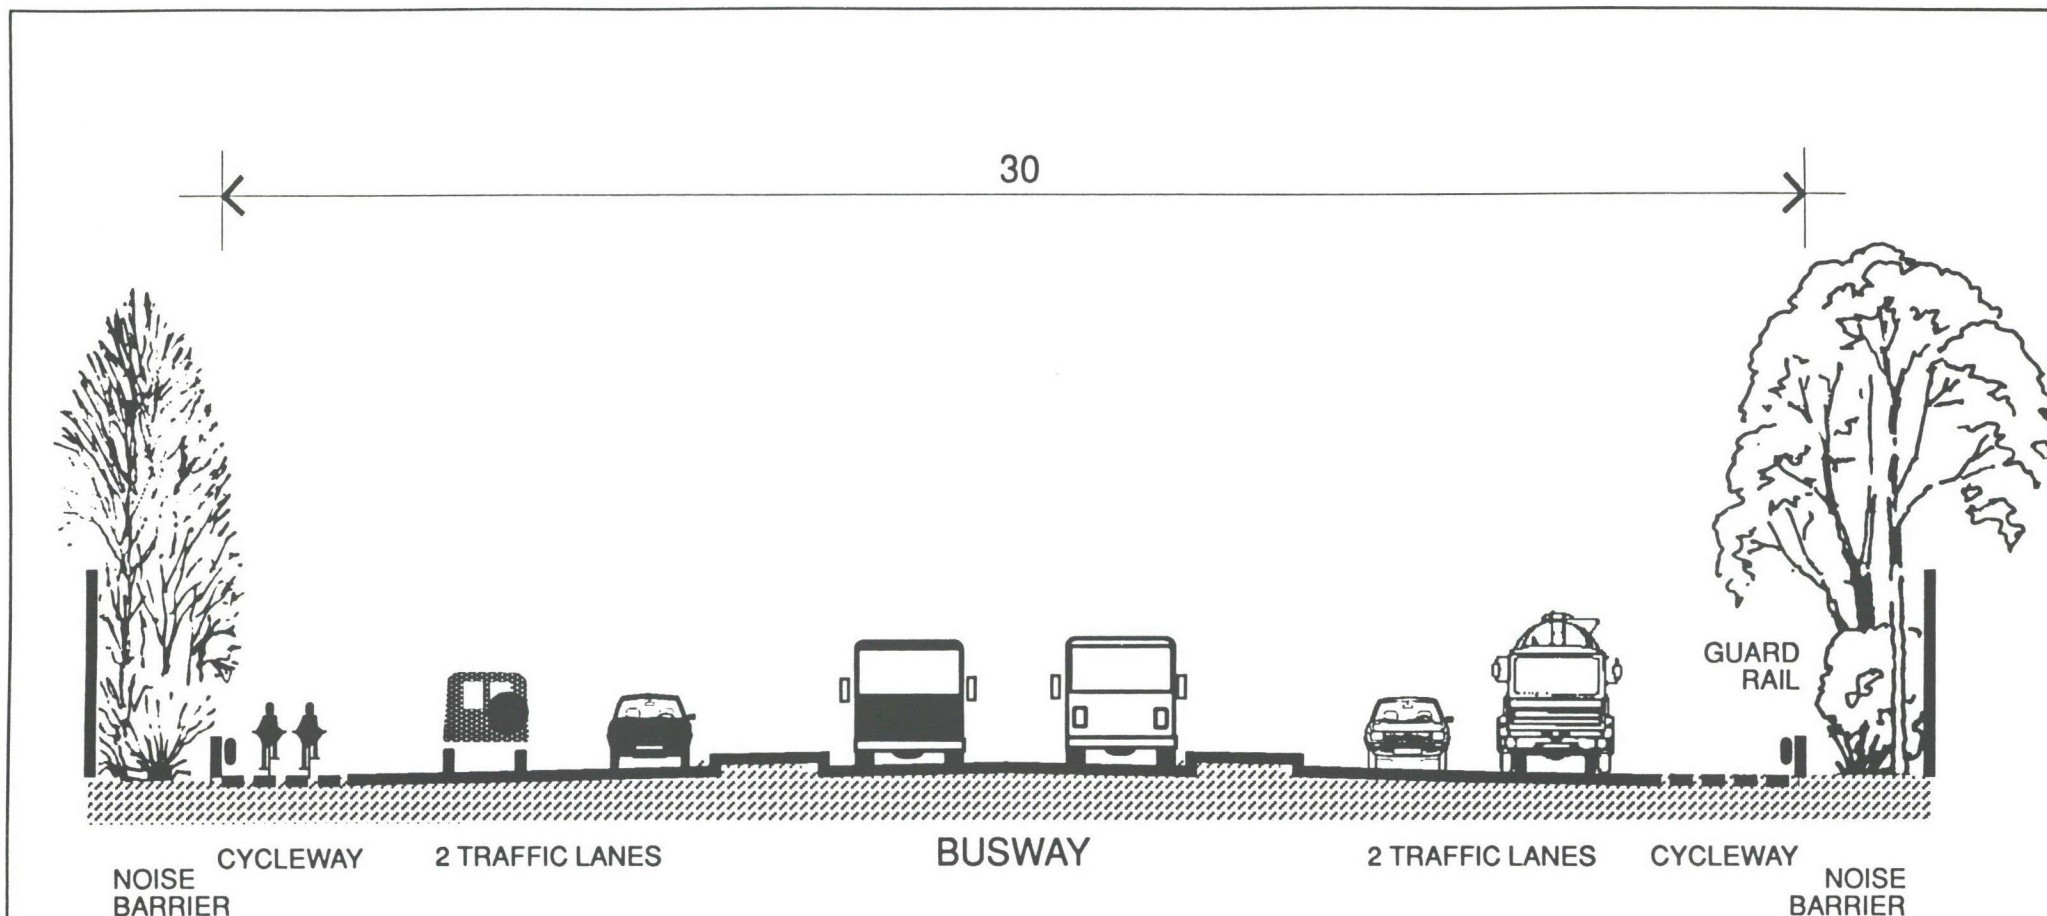 30
GUARD
RAIL
CYCLEWAY
2 TRAFFIC LANES
BUSWAY
2 TRAFFIC LANES
CYCLEWAY
NOISE
BARRIER
NOISE
BARRIER